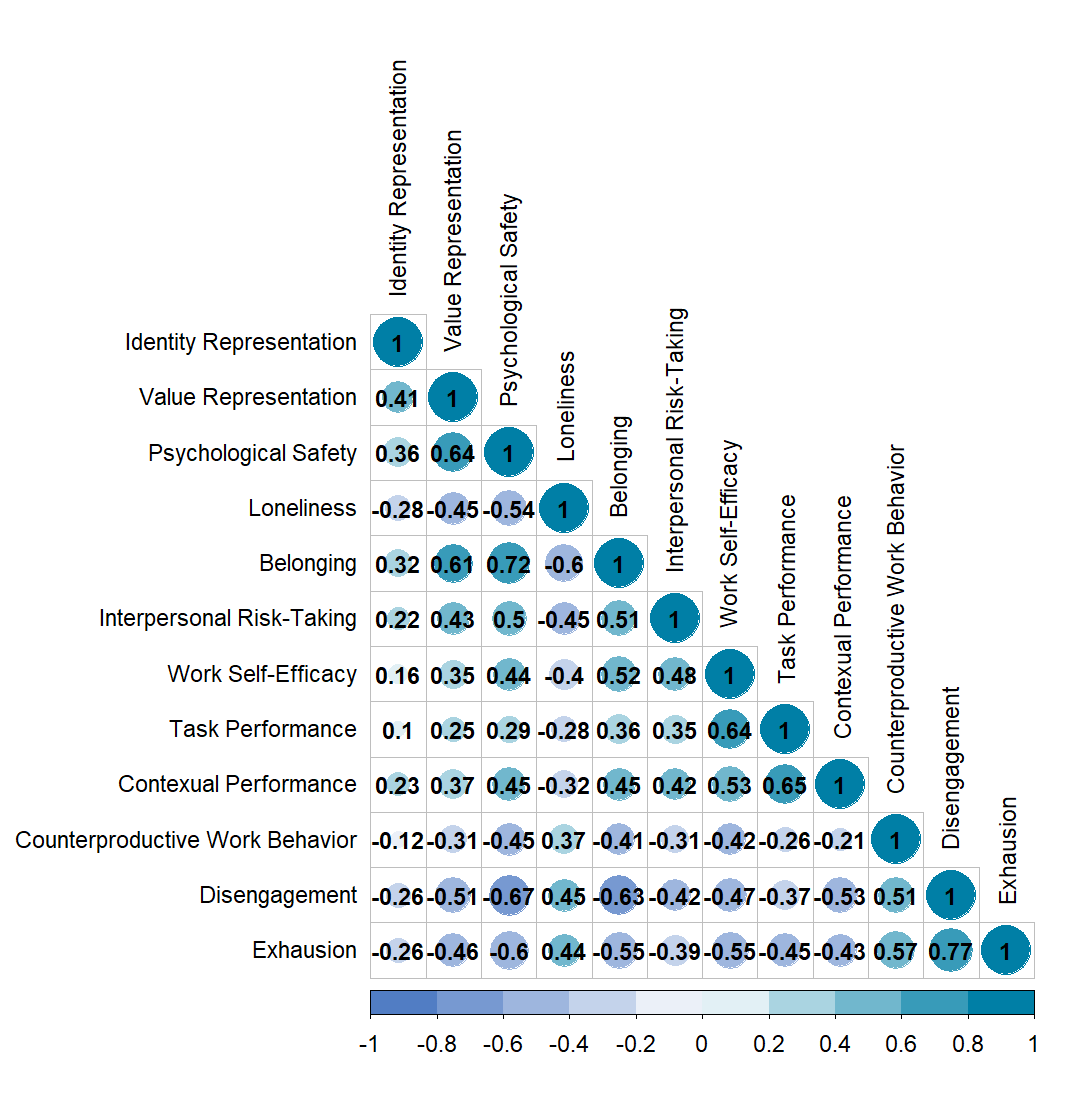 Identity Representation
Value Representation
Psychological Safety
Loneliness
Belonging
Interpersonal Risk-Taking
Work Self-Efficacy
Task Performance
Contexual Performance
Counterproductive Work Behavior
Disengagement
Exhausion
Identity Representation 1
Value Representation 0.41 1
Psychological Safety 0.36 0.64 1
Loneliness -0.28 -0.45 -0.54 1
Belonging 0.32 0.61 0.72 -0.6 1
Interpersonal Risk-Taking 0.22 0.43 0.5 -0.45 0.51 1
Work Self-Efficacy 0.16 0.35 0.44 -0.4 0.52 0.48 1
Task Performance 0.1 0.25 0.29 -0.28 0.36 0.35 0.64 1
Contexual Performance 0.23 0.37 0.45 -0.32 0.45 0.42 0.53 0.65 1
Counterproductive Work Behavior -0.12 -0.31 -0.45 0.37 -0.41 -0.31 -0.42 -0.26 -0.21 1
Disengagement -0.26 -0.51 -0.67 0.45 -0.63 -0.42 -0.47 -0.37 -0.53 0.51 1
Exhausion -0.26 -0.46 -0.6 0.44 -0.55 -0.39 -0.55 -0.45 -0.43 0.57 0.77 1
-1 -0.8 -0.6 -0.4 -0.2 0 0.2 0.4 0.6 0.8 1